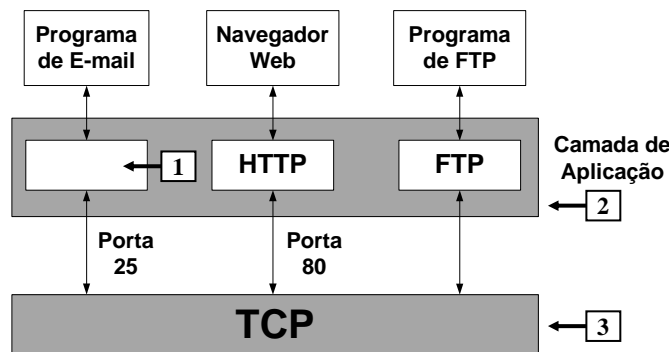 Programa
de E-mail
Navegador
Web
Programa
de FTP
1
HTTP
FTP
Camada de
Aplicação
2
Porta
25
Porta
80
TCP
3